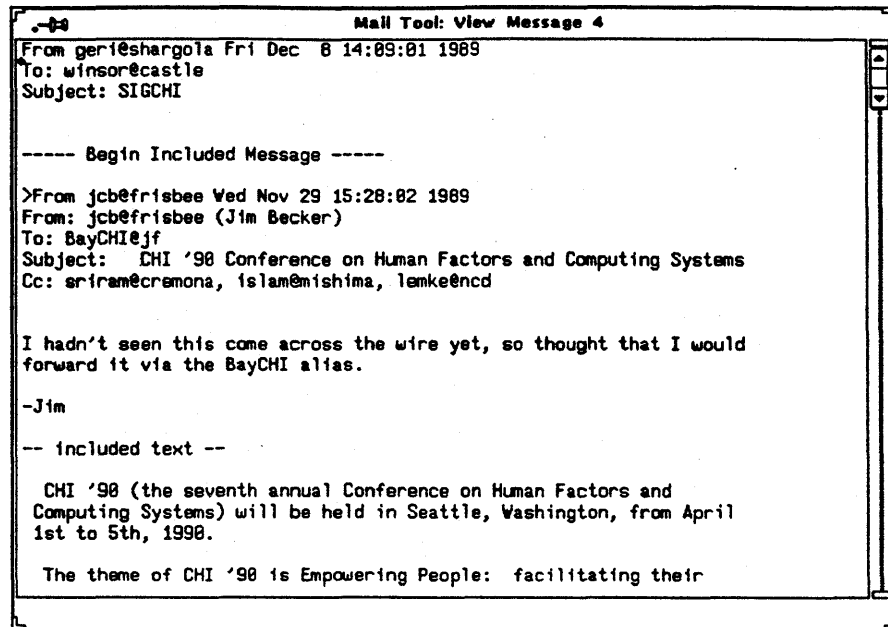 Mail Tool: View Message 4
From geri@shargola Fri Dec  8 14:09:01 1989
To: winsor@castle
Subject: SIGCHI
----- Begin Included Message -----
>From jcb@frisbee Wed Nov 29 15:28:02 1989
From: jcb@frisbee (Jim Becker)
To: BayCHI@jf
Subject:   CHI '90 Conference on Human Factors and Computing Systems
Cc: sriram@cremona, islam@mishima, lemke@ncd
I hadn't seen this come across the wire yet, so thought that I would
forward it via the BayCHI alias.
-Jim
-- included text --
CHI '90 (the seventh annual Conference on Human Factors and
Computing Systems) will be held in Seattle, Washington, from April
1st to 5th, 1990.
The theme of CHI '90 is Empowering People:  facilitating their